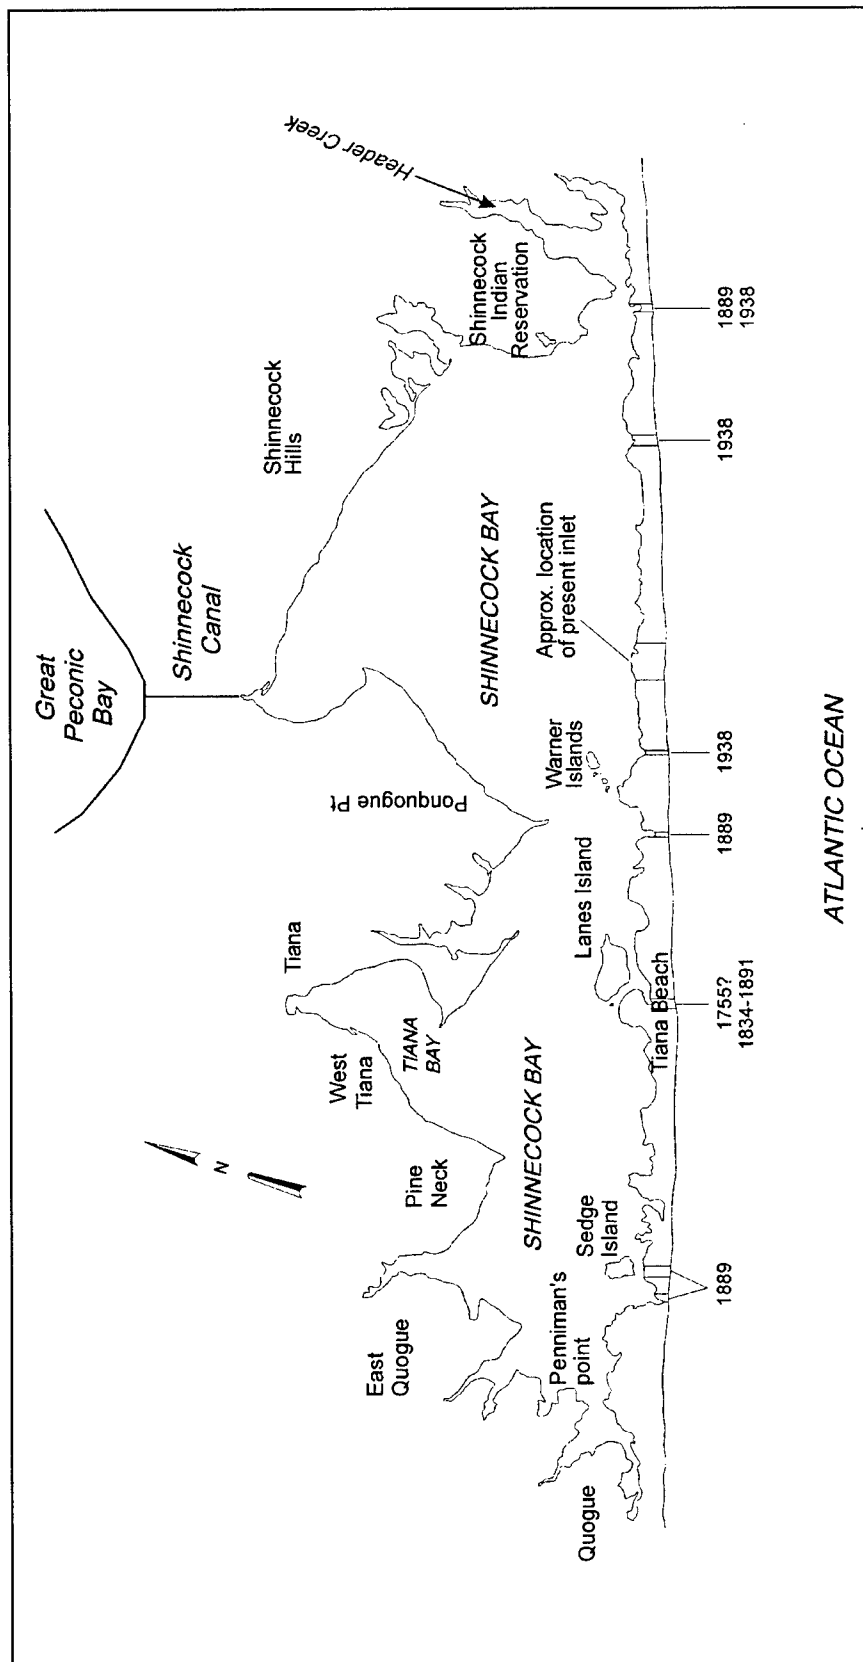 Great
Peconic
Bay
Shinnecock
Canal
Shinnecock
Hills
Header Creek
Shinnecock
Indian
Reservation
Tiana
Ponquogue Pt
West
Tiana
TIANA
BAY
Pine
Neck
N
East
Quogue
SHINNECOCK BAY
SHINNECOCK BAY
Approx. location
of present inlet
Warner
Islands
Lanes Island
Sedge
Island
Penniman's
point
Quogue
Tiana Beach
1889
1755?
1834-1891
1889
1938
1938
1889
1938
ATLANTIC OCEAN